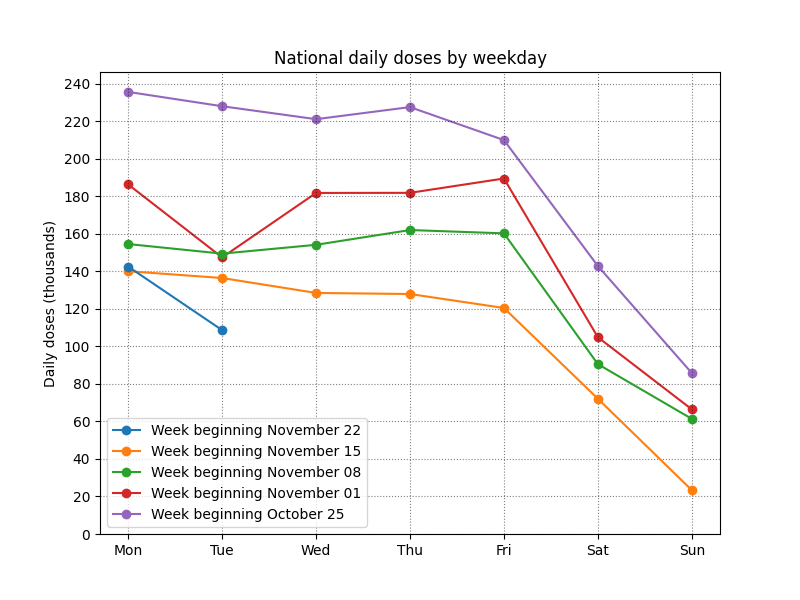 National daily doses by weekday
Daily doses (thousands)
240
220
200
180
160
140
120
100
80
60
40
20
0
Week beginning November 22
Week beginning November 15
Week beginning November 08
Week beginning November 01
Week beginning October 25
Mon Tue Wed Thu Fri Sat Sun